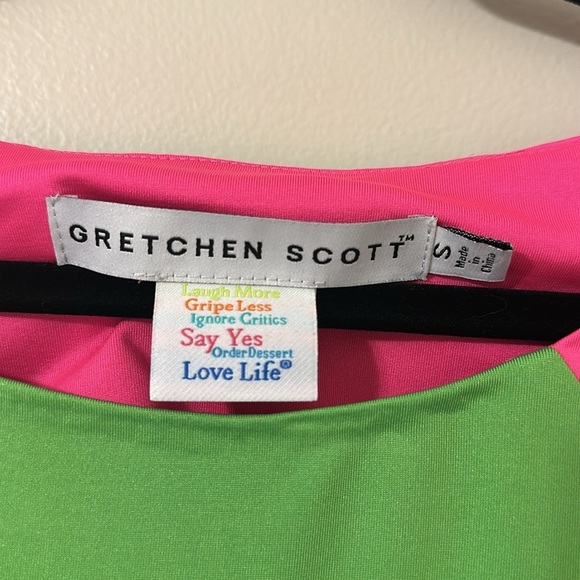 GRETCHEN SCOTT™
S
Made
in
China
Laugh More
Gripe Less
Ignore Critics
Say Yes
Order Dessert
Love Life®